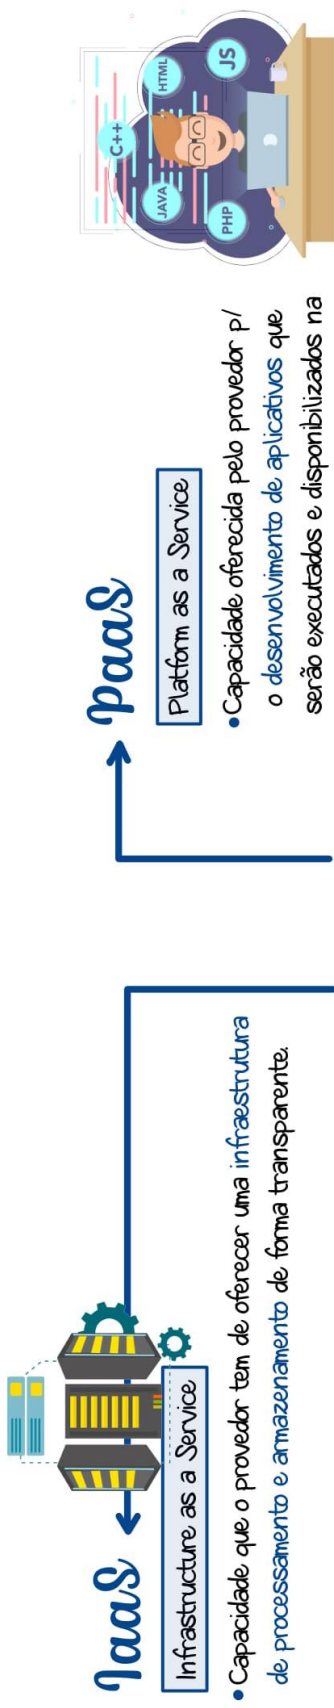 IaaS
Infrastructure as a Service
• Capacidade que o provedor tem de oferecer uma infraestrutura
de processamento e armazenamento de forma transparente.
PaaS
Platform as a Service
• Capacidade oferecida pelo provedor p/
o desenvolvimento de aplicativos que
serão executados e disponibilizados na
C++
HTML
JAVA
JS
PHP